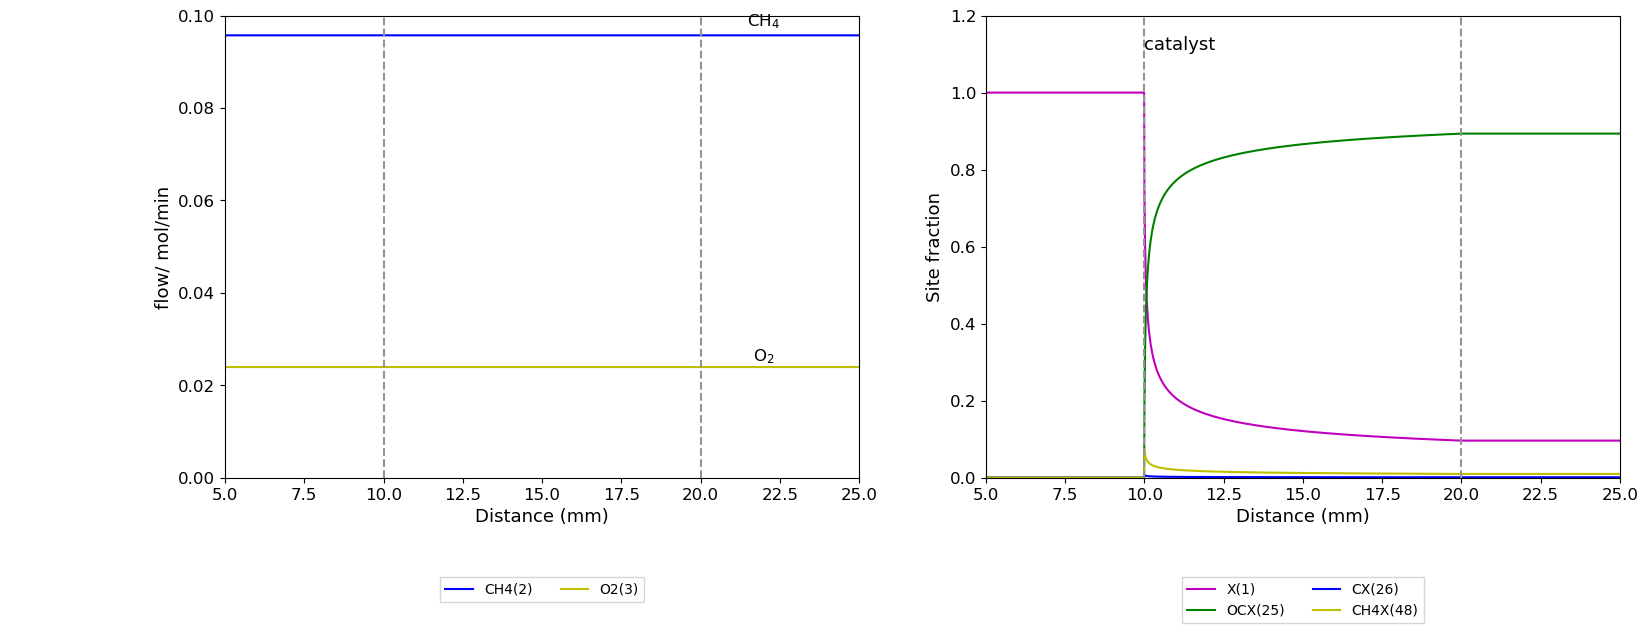 0.10
0.08
0.06
0.04
0.02
0.00
flow/ mol/min
CH₄
O₂
5.0 7.5 10.0 12.5 15.0 17.5 20.0 22.5 25.0
Distance (mm)
CH4(2) O2(3)
1.2
1.0
0.8
0.6
0.4
0.2
0.0
Site fraction
catalyst
5.0 7.5 10.0 12.5 15.0 17.5 20.0 22.5 25.0
Distance (mm)
X(1) CX(26)
OCX(25) CH4X(48)